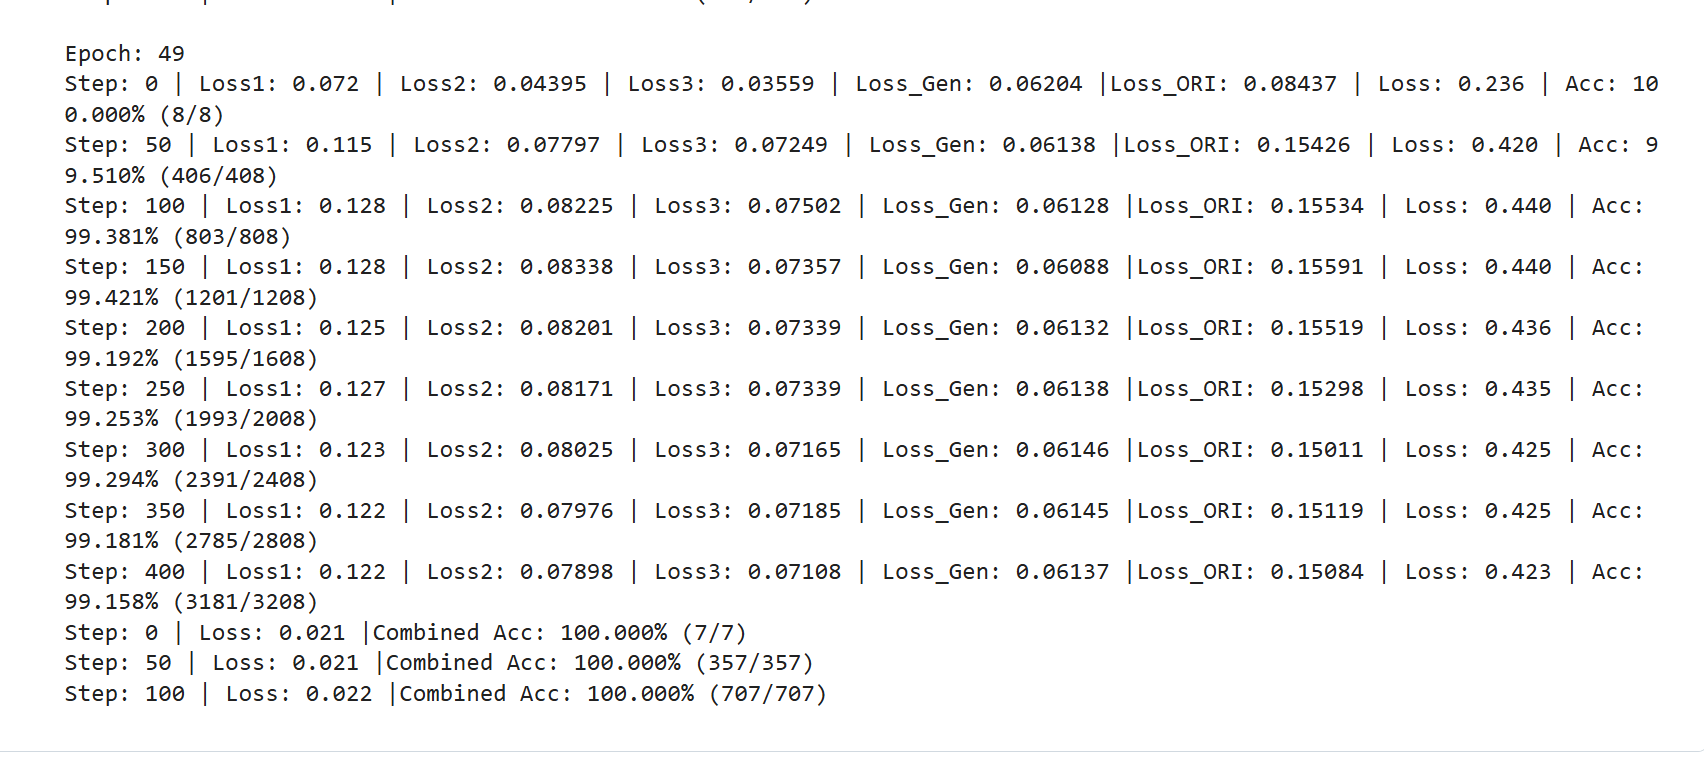 Epoch: 49
Step: 0 | Loss1: 0.072 | Loss2: 0.04395 | Loss3: 0.03559 | Loss_Gen: 0.06204 |Loss_ORI: 0.08437 | Loss: 0.236 | Acc: 10
0.000% (8/8)
Step: 50 | Loss1: 0.115 | Loss2: 0.07797 | Loss3: 0.07249 | Loss_Gen: 0.06138 |Loss_ORI: 0.15426 | Loss: 0.420 | Acc: 9
9.510% (406/408)
Step: 100 | Loss1: 0.128 | Loss2: 0.08225 | Loss3: 0.07502 | Loss_Gen: 0.06128 |Loss_ORI: 0.15534 | Loss: 0.440 | Acc:
99.381% (803/808)
Step: 150 | Loss1: 0.128 | Loss2: 0.08338 | Loss3: 0.07357 | Loss_Gen: 0.06088 |Loss_ORI: 0.15591 | Loss: 0.440 | Acc:
99.421% (1201/1208)
Step: 200 | Loss1: 0.125 | Loss2: 0.08201 | Loss3: 0.07339 | Loss_Gen: 0.06132 |Loss_ORI: 0.15519 | Loss: 0.436 | Acc:
99.192% (1595/1608)
Step: 250 | Loss1: 0.127 | Loss2: 0.08171 | Loss3: 0.07339 | Loss_Gen: 0.06138 |Loss_ORI: 0.15298 | Loss: 0.435 | Acc:
99.253% (1993/2008)
Step: 300 | Loss1: 0.123 | Loss2: 0.08025 | Loss3: 0.07165 | Loss_Gen: 0.06146 |Loss_ORI: 0.15011 | Loss: 0.425 | Acc:
99.294% (2391/2408)
Step: 350 | Loss1: 0.122 | Loss2: 0.07976 | Loss3: 0.07185 | Loss_Gen: 0.06145 |Loss_ORI: 0.15119 | Loss: 0.425 | Acc:
99.181% (2785/2808)
Step: 400 | Loss1: 0.122 | Loss2: 0.07898 | Loss3: 0.07108 | Loss_Gen: 0.06137 |Loss_ORI: 0.15084 | Loss: 0.423 | Acc:
99.158% (3181/3208)
Step: 0 | Loss: 0.021 |Combined Acc: 100.000% (7/7)
Step: 50 | Loss: 0.021 |Combined Acc: 100.000% (357/357)
Step: 100 | Loss: 0.022 |Combined Acc: 100.000% (707/707)